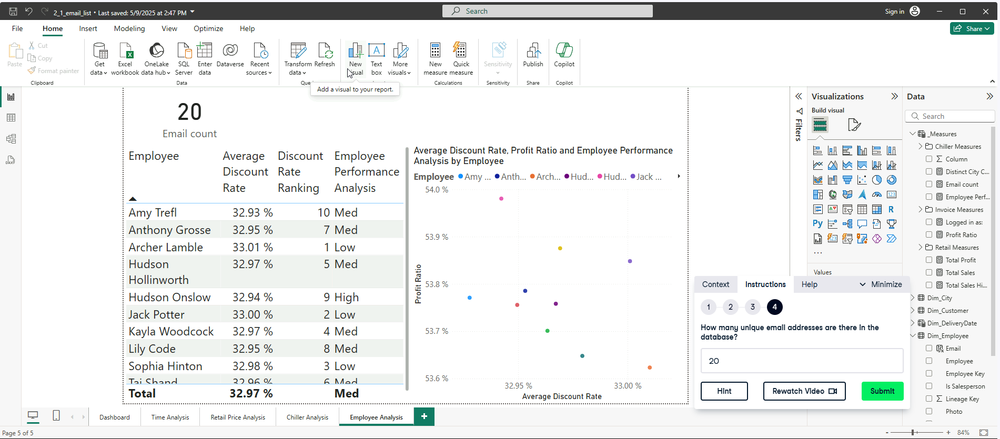 2_1_email_list • Last saved: 5/9/2025 at 2:47 PM
Search
Sign in
File
Home
Insert
Modeling
View
Optimize
Help
Share
Paste
Cut
Copy
Format painter
Clipboard
Get data
Excel workbook
OneLake data hub
SQL Server
Enter data
Dataverse
Recent sources
Data
Transform data
Refresh
New
Text box
More visuals
New measure
Quick measure
Calculations
Sensitivity
Sensitivity
Publish
Share
Copilot
Copilot
Add a visual to your report.
20
Email count
Employee
Average Discount Rate
Discount Rate Ranking
Employee Performance Analysis
Amy Trefl 32.93 % 10 Med
Anthony Grosse 32.95 % 7 Med
Archer Lamble 33.01 % 1 Low
Hudson Hollinworth 32.97 % 5 Med
Hudson Onslow 32.94 % 9 High
Jack Potter 33.00 % 2 Low
Kayla Woodcock 32.97 % 4 Med
Lily Code 32.95 % 8 Med
Sophia Hinton 32.98 % 3 Low
Tai Shand 32.96 % 6 Med
Total 32.97 % Med
Average Discount Rate, Profit Ratio and Employee Performance
Analysis by Employee
Employee Amy ... Anth... Arch... Hud... Hud... Jack ...
54.0 %
53.9 %
53.8 %
53.7 %
53.6 %
Profit Ratio
32.95 %
33.00 %
Average Discount Rate
Filters
Visualizations
Build visual
123
R
Py
123
...
Values
Data
Search
_Measures
Chiller Measures
Column
Distinct City C...
Email count
Employee Perf...
Invoice Measures
Logged in as:
Profit Ratio
Retail Measures
Total Profit
Total Sales
Total Sales Hi...
Dim_City
Dim_Customer
Dim_DeliveryDate
Dim_Employee
Email
Employee
Employee Key
Is Salesperson
Lineage Key
Photo
Context
Instructions
Help
Minimize
1
2
3
4
How many unique email addresses are there in the
database?
20
Hint
Rewatch Video
Submit
Dashboard
Time Analysis
Retail Price Analysis
Chiller Analysis
Employee Analysis
Page 5 of 5
84%